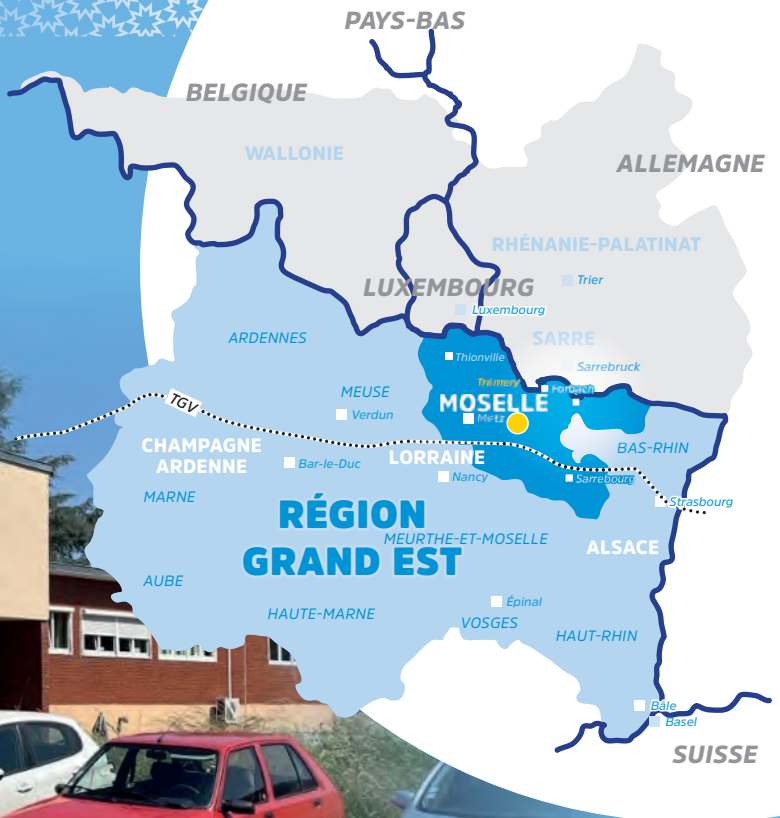 PAYS-BAS
BELGIQUE
WALLONIE
ALLEMAGNE
RHÉNANIE-PALATINAT
Trier
LUXEMBOURG
Luxembourg
ARDENNES
SARRE
Thionville
Sarrebruck
Trémery
Forbach
MEUSE
MOSELLE
TGV
Verdun
Metz
CHAMPAGNE
ARDENNE
LORRAINE
BAS-RHIN
Bar-le-Duc
Nancy
Sarrebourg
MARNE
Strasbourg
RÉGION
GRAND EST
MEURTHE-ET-MOSELLE
ALSACE
AUBE
Épinal
HAUTE-MARNE
VOSGES
HAUT-RHIN
Bâle
Basel
SUISSE